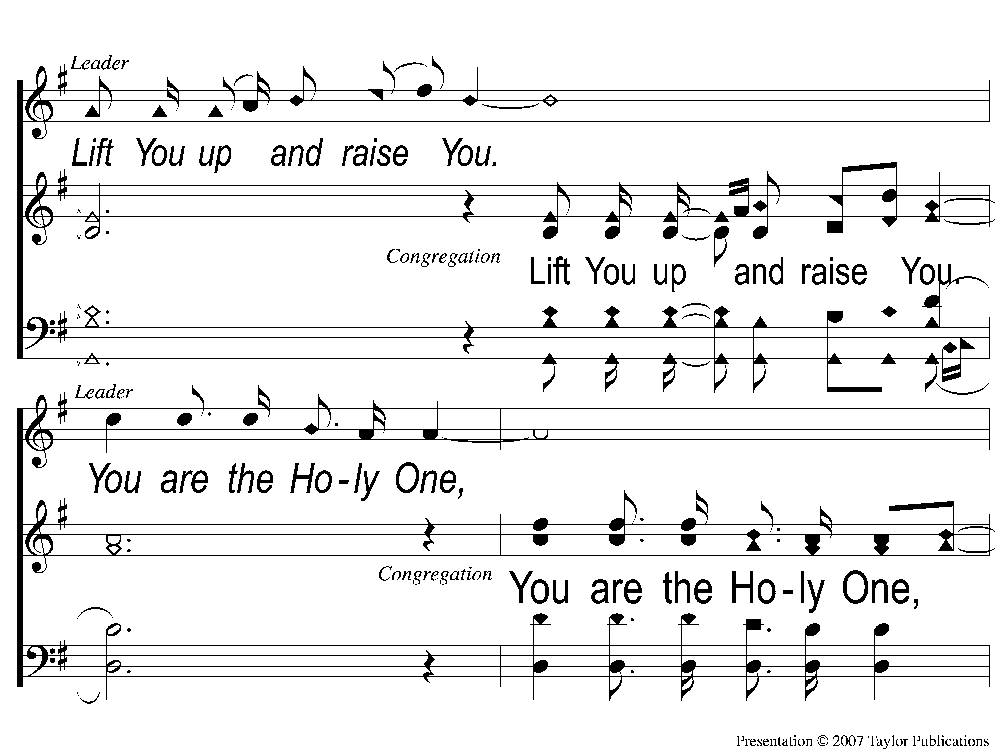 Leader
Lift You up and raise You.
Congregation
Lift You up and raise You.
Leader
You are the Ho - ly One,
Congregation
You are the Ho - ly One,
Presentation © 2007 Taylor Publications